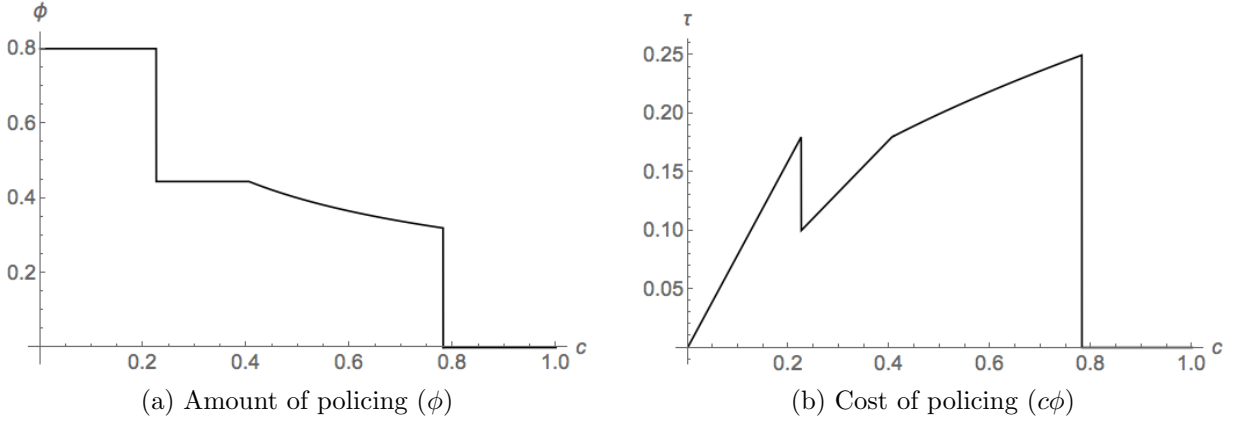 ϕ
0.8
0.6
0.4
0.2
0.2 0.4 0.6 0.8 1.0 c
(a) Amount of policing (ϕ)
τ
0.25
0.20
0.15
0.10
0.05
0.2 0.4 0.6 0.8 1.0 c
(b) Cost of policing (cϕ)